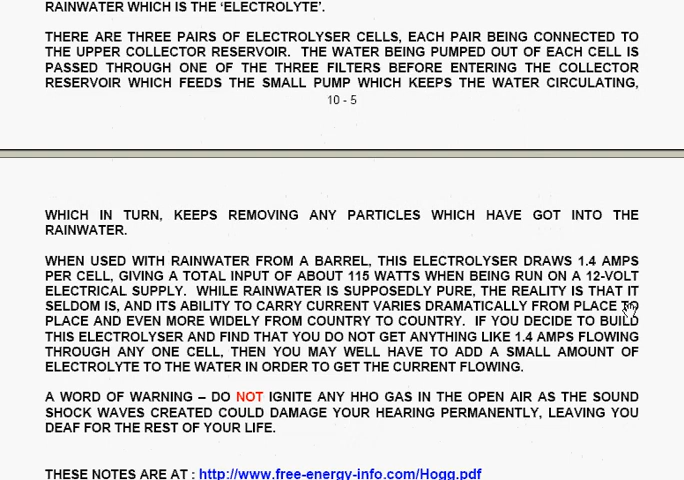 RAINWATER WHICH IS THE ‘ELECTROLYTE’.
THERE ARE THREE PAIRS OF ELECTROLYSER CELLS, EACH PAIR BEING CONNECTED TO
THE UPPER COLLECTOR RESERVOIR. THE WATER BEING PUMPED OUT OF EACH CELL IS
PASSED THROUGH ONE OF THE THREE FILTERS BEFORE ENTERING THE COLLECTOR
RESERVOIR WHICH FEEDS THE SMALL PUMP WHICH KEEPS THE WATER CIRCULATING,
10 - 5
WHICH IN TURN, KEEPS REMOVING ANY PARTICLES WHICH HAVE GOT INTO THE
RAINWATER.
WHEN USED WITH RAINWATER FROM A BARREL, THIS ELECTROLYSER DRAWS 1.4 AMPS
PER CELL, GIVING A TOTAL INPUT OF ABOUT 115 WATTS WHEN BEING RUN ON A 12-VOLT
ELECTRICAL SUPPLY. WHILE RAINWATER IS SUPPOSEDLY PURE, THE REALITY IS THAT IT
SELDOM IS, AND ITS ABILITY TO CARRY CURRENT VARIES DRAMATICALLY FROM PLACE TO
PLACE AND EVEN MORE WIDELY FROM COUNTRY TO COUNTRY. IF YOU DECIDE TO BUILD
THIS ELECTROLYSER AND FIND THAT YOU DO NOT GET ANYTHING LIKE 1.4 AMPS FLOWING
THROUGH ANY ONE CELL, THEN YOU MAY WELL HAVE TO ADD A SMALL AMOUNT OF
ELECTROLYTE TO THE WATER IN ORDER TO GET THE CURRENT FLOWING.
A WORD OF WARNING – DO NOT IGNITE ANY HHO GAS IN THE OPEN AIR AS THE SOUND
SHOCK WAVES CREATED COULD DAMAGE YOUR HEARING PERMANENTLY, LEAVING YOU
DEAF FOR THE REST OF YOUR LIFE.
THESE NOTES ARE AT : http://www.free-energy-info.com/Hogg.pdf